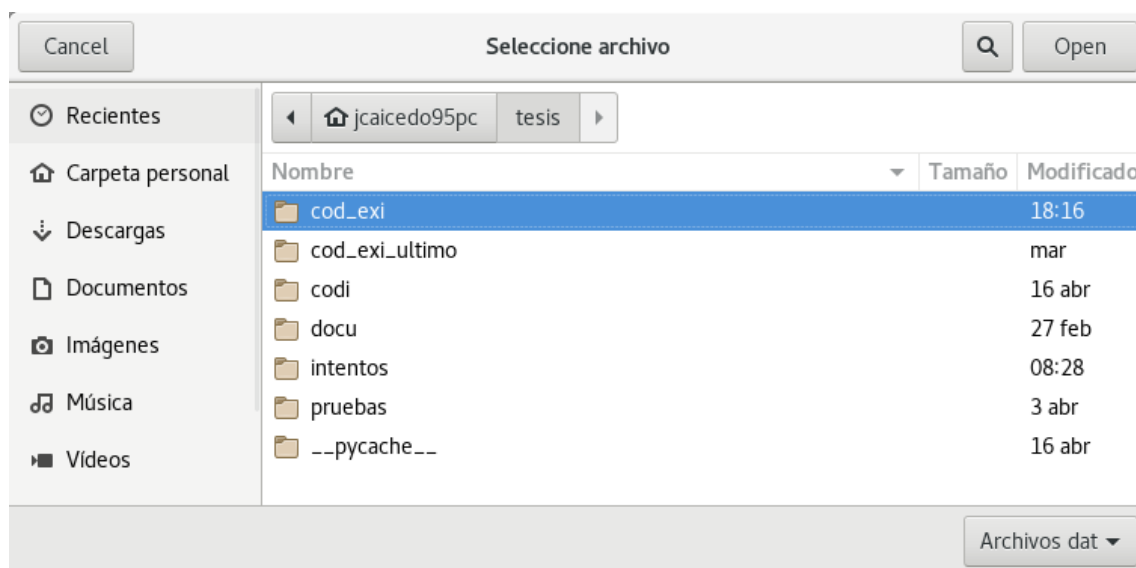 Cancel Seleccione archivo Open
Recientes
Carpeta personal
Descargas
Documentos
Imágenes
Música
Vídeos
jcaicedo95pc tesis
Nombre Tamaño Modificado
cod_exi 18:16
cod_exi_ultimo mar
codi 16 abr
docu 27 feb
intentos 08:28
pruebas 3 abr
__pycache__ 16 abr
Archivos dat